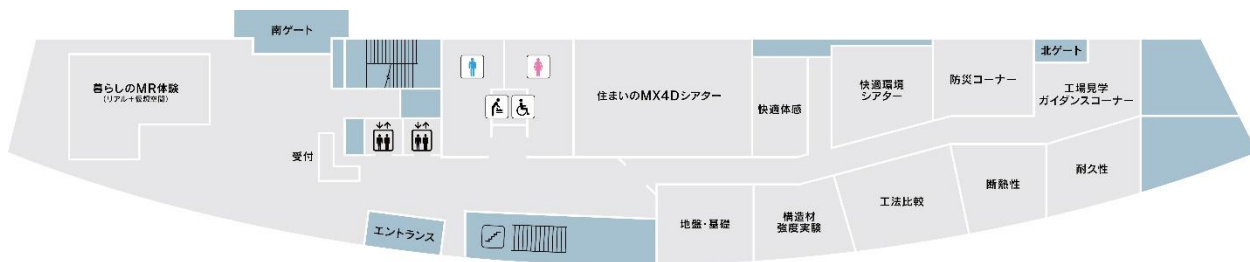 南ゲート
暮らしのMR体験
(リアル+仮想空間)
受付
エントランス
住まいのMX4Dシアター
快適体感
快適環境
シアター
防災コーナー
北ゲート
工場見学
ガイダンスコーナー
地盤・基礎
構造材
強度実験
工法比較
断熱性
耐久性